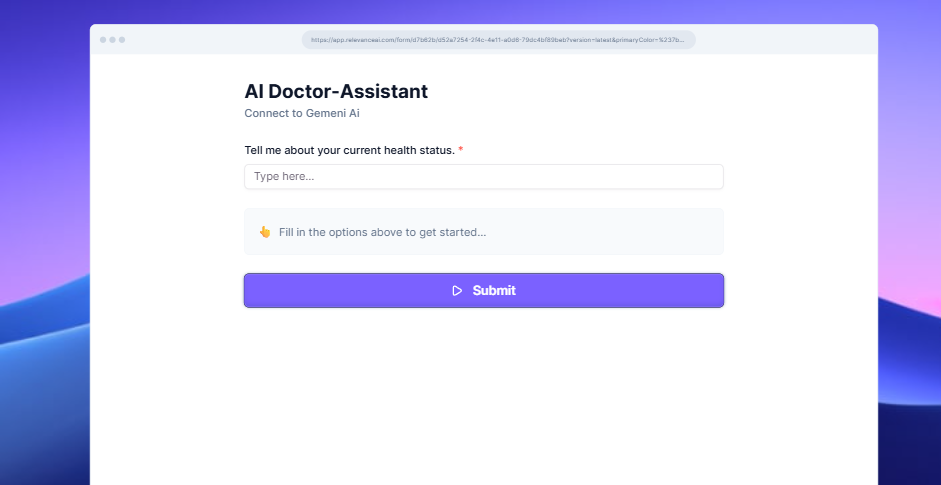 https://app.relevanceai.com/form/d7b62b/d52a7254-2f4c-4e11-a0d6-79dc4bf89beb?version=latest&primaryColor=%237b...
AI Doctor-Assistant
Connect to Gemeni Ai
Tell me about your current health status. *
Type here...
👆 Fill in the options above to get started...
Submit